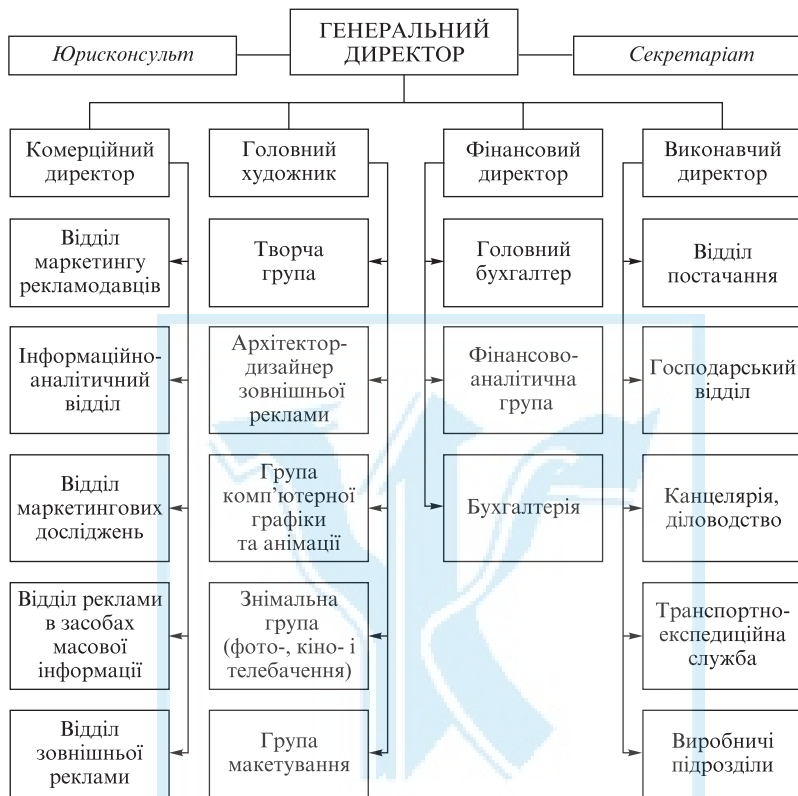 ГЕНЕРАЛЬНИЙ
ДИРЕКТОР
Юрисконсульт
Секретаріат
Комерційний
директор
Головний
художник
Фінансовий
директор
Виконавчий
директор
Відділ
маркетингу
рекламодавців
Творча
група
Головний
бухгалтер
Відділ
постачання
Інформаційно-
аналітичний
відділ
Архітектор-
дизайнер
зовнішньої
реклами
Фінансово-
аналітична
група
Господарський
відділ
Відділ
маркетингових
досліджень
Група
комп’ютерної
графіки
та анімації
Бухгалтерія
Канцелярія,
діловодство
Відділ реклами
в засобах
масової
інформації
Знімальна
група
(фото-, кіно- і
телебачення)
Транспортно-
експедиційна
служба
Відділ
зовнішньої
реклами
Група
макетування
Виробничі
підрозділи